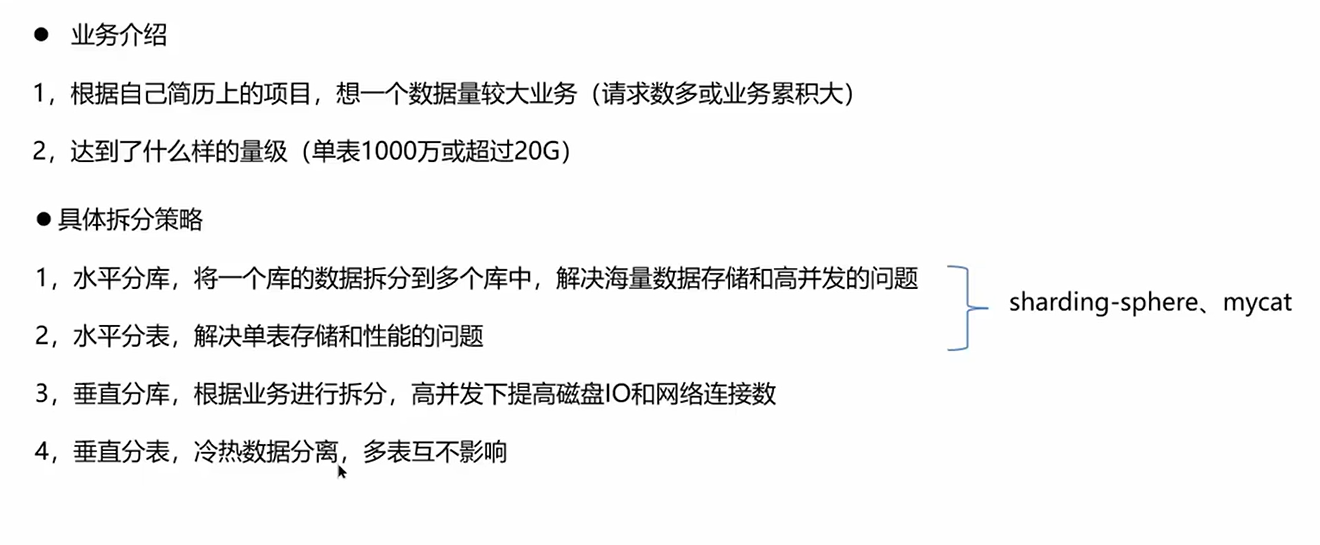 ● 业务介绍
1，根据自己简历上的项目，想一个数据量较大业务（请求数多或业务累积大）
2，达到了什么样的量级（单表1000万或超过20G）
●具体拆分策略
1，水平分库，将一个库的数据拆分到多个库中，解决海量数据存储和高并发的问题
2，水平分表，解决单表存储和性能的问题
sharding-sphere、mycat
3，垂直分库，根据业务进行拆分，高并发下提高磁盘IO和网络连接数
4，垂直分表，冷热数据分离，多表互不影响